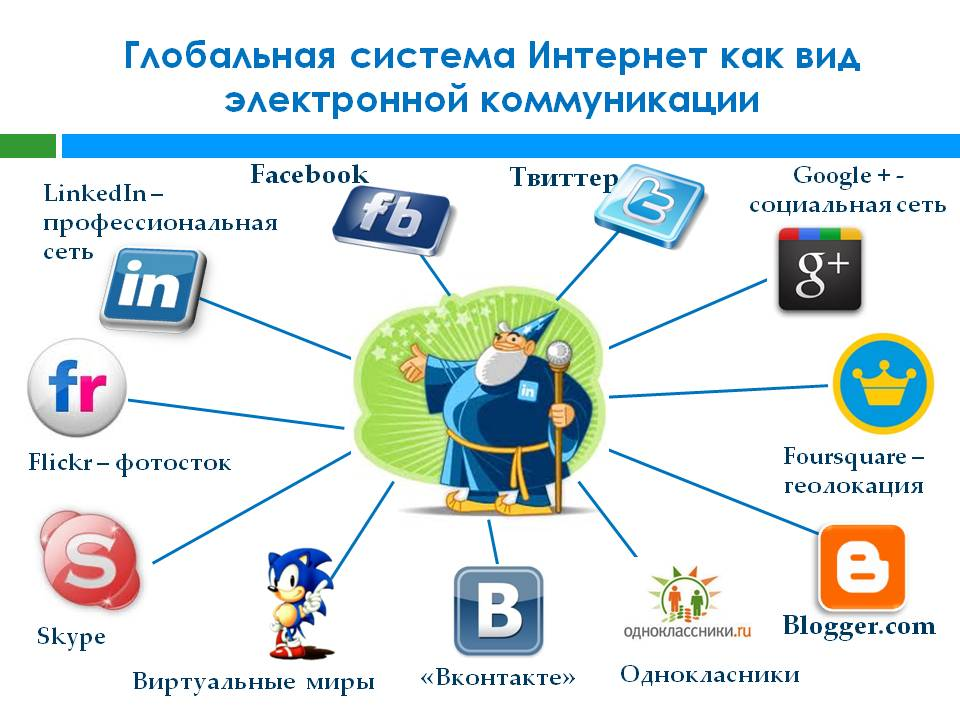 Глобальная система Интернет как вид
электронной коммуникации
LinkedIn –
профессиональная
сеть
in
Facebook
fb
Твиттер
t
Google + -
социальная сеть
g+
fr
Flickr – фотосток
in
Foursquare –
геолокация
S
Skype
Виртуальные миры
B
«Вконтакте»
одноклассники.ru
Однокласники
B
Blogger.com